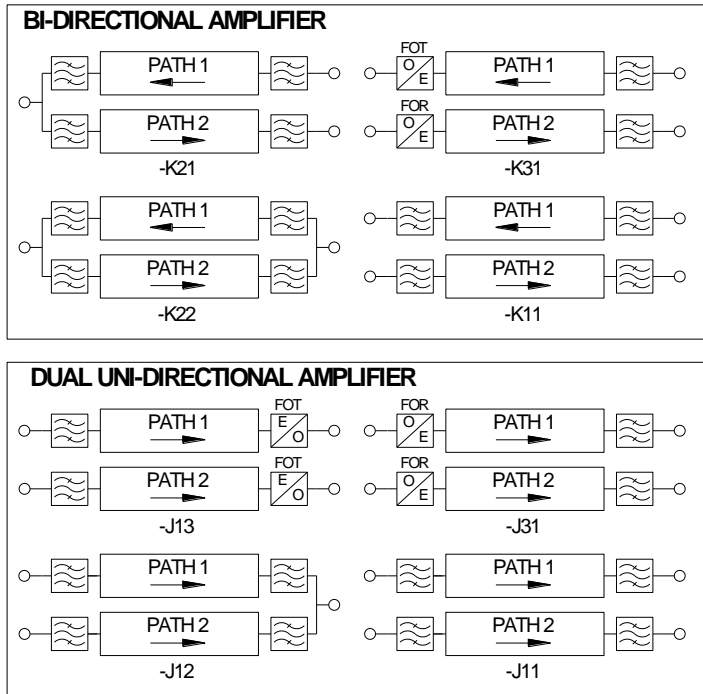 BI-DIRECTIONAL AMPLIFIER
PATH 1
PATH 2
-K21
FOT
O
E
PATH 1
FOR
O
E
PATH 2
-K31
PATH 1
PATH 2
-K22
PATH 1
PATH 2
-K11
DUAL UNI-DIRECTIONAL AMPLIFIER
PATH 1
FOT
E
O
PATH 2
FOT
E
O
-J13
FOR
O
E
PATH 1
FOR
O
E
PATH 2
-J31
PATH 1
PATH 2
-J12
PATH 1
PATH 2
-J11